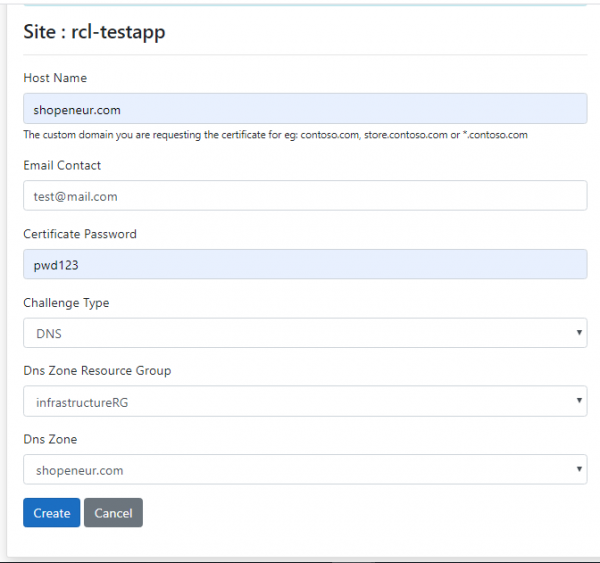 Site : rcl-testapp
Host Name
shopeneur.com
The custom domain you are requesting the certificate for eg: contoso.com, store.contoso.com or *.contoso.com
Email Contact
test@mail.com
Certificate Password
pwd123
Challenge Type
DNS
Dns Zone Resource Group
infrastructureRG
Dns Zone
shopeneur.com
Create Cancel